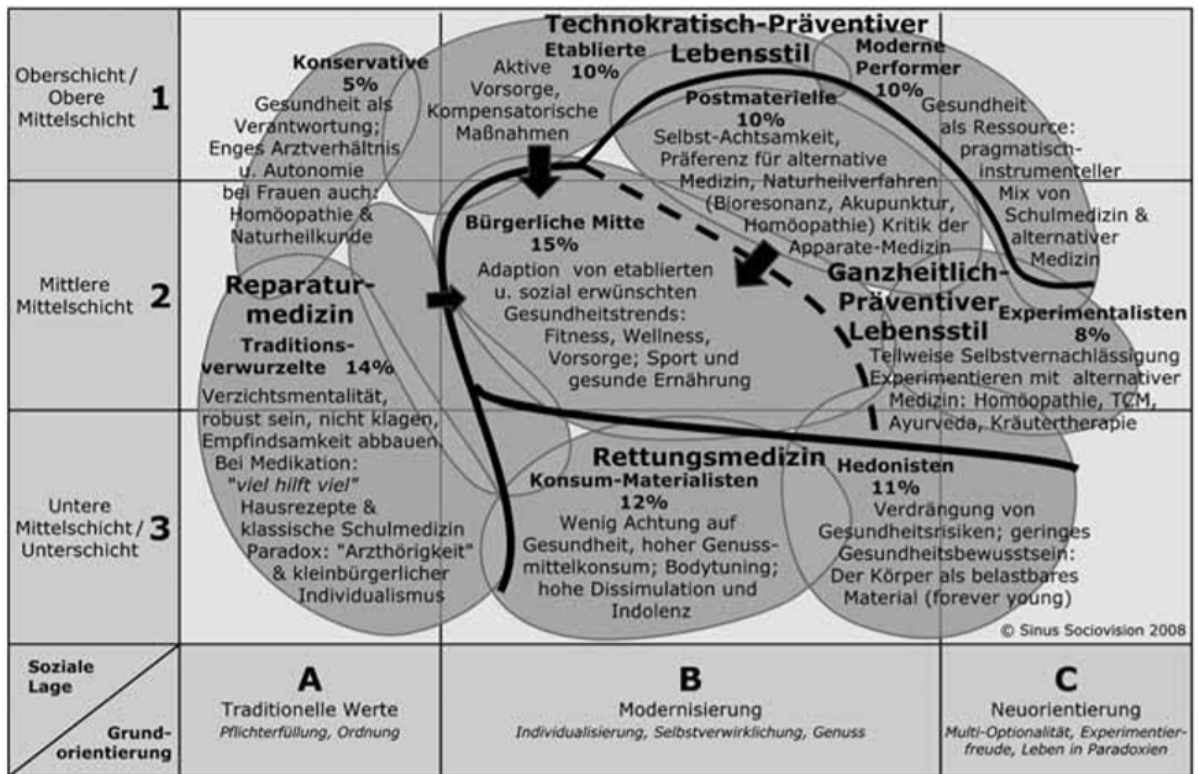 Technokratisch-Präventiver
Lebensstil
Oberschicht /
Obere
Mittelschicht
1
Konservative
5%
Gesundheit als
Verantwortung;
Enges Arztverhältnis
u. Autonomie
bei Frauen auch:
Homöopathie &
Naturheilkunde
Etablierte
10%
Aktive
Vorsorge,
Kompensatorische
Maßnahmen
Postmaterielle
10%
Selbst-Achtsamkeit,
Präferenz für alternative
Medizin, Naturheilverfahren
(Bioresonanz, Akupunktur,
Homöopathie) Kritik der
Apparate-Medizin
Moderne
Performer
10%
Gesundheit
als Ressource:
pragmatisch-
instrumenteller
Mix von
Schulmedizin &
alternativer
Medizin
Mittlere
Mittelschicht
2
Reparatur-
medizin
Traditions-
verwurzelte 14%
Verzichtsmentalität,
robust sein, nicht klagen,
Empfindsamkeit abbauen.
Bei Medikation:
"viel hilft viel"
Hausrezepte &
klassische Schulmedizin
Paradox: "Arzthörigkeit"
& kleinbürgerlicher
Individualismus
Bürgerliche Mitte
15%
Adaption von etablierten
u. sozial erwünschten
Gesundheitstrends:
Fitness, Wellness,
Vorsorge; Sport und
gesunde Ernährung
Ganzheitlich-
Präventiver
Lebensstil
Experimentalisten
8%
Teilweise Selbstvernachlässigung
Experimentieren mit alternativer
Medizin: Homöopathie, TCM,
Ayurveda, Kräutertherapie
Untere
Mittelschicht /
Unterschicht
3
Rettungsmedizin
Konsum-Materialisten
12%
Wenig Achtung auf
Gesundheit, hoher Genuss-
mittelkonsum; Bodytuning;
hohe Dissimulation und
Indolenz
Hedonisten
11%
Verdrängung von
Gesundheitsrisiken; geringes
Gesundheitsbewusstsein:
Der Körper als belastbares
Material (forever young)
© Sinus Sociovision 2008
Soziale
Lage
Grund-
orientierung
A
Traditionelle Werte
Pflichterfüllung, Ordnung
B
Modernisierung
Individualisierung, Selbstverwirklichung, Genuss
C
Neuorientierung
Multi-Optionalität, Experimentier-
freude, Leben in Paradoxien